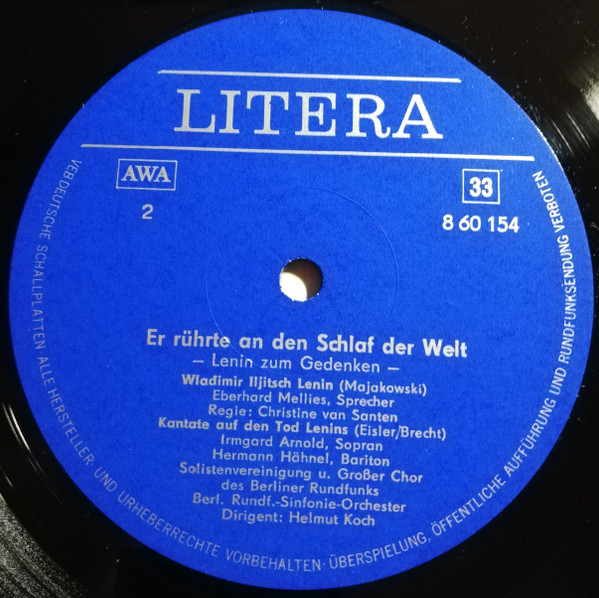 LITERA
AWA
33
2
8 60 154
Er rührte an den Schlaf der Welt
– Lenin zum Gedenken –
Wladimir Iljitsch Lenin (Majakowski)
Eberhard Mellies, Sprecher
Regie: Christine van Santen
Kantate auf den Tod Lenins (Eisler/Brecht)
Irmgard Arnold, Sopran
Hermann Hähnel, Bariton
Solistenvereinigung u. Großer Chor
des Berliner Rundfunks
Berl. Rundf.-Sinfonie-Orchester
Dirigent: Helmut Koch
VEB DEUTSCHE SCHALLPLATTEN ALLE HERSTELLER- UND URHEBERRECHTE VORBEHALTEN · ÜBERSPIELUNG, ÖFFENTLICHE AUFFÜHRUNG UND RUNDFUNKSENDUNG VERBOTEN